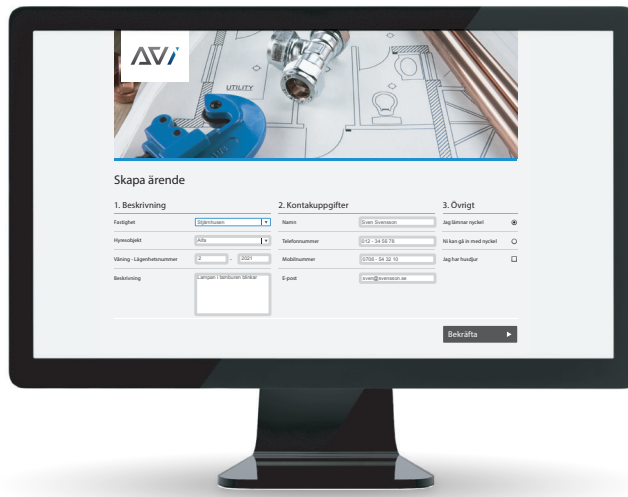 AVi
UTILITY
Skapa ärende
1. Beskrivning
Fastighet
Stjärnhusen
Hyresobjekt
Alfa
Våning - Lägenhetsnummer
2 - 2021
Beskrivning
Lampan i tamburen blinkar
2. Kontakuppgifter
Namn
Sven Svensson
Telefonnummer
012 - 34 56 78
Mobilnummer
0706 - 54 32 10
E-post
sven@svensson.se
3. Övrigt
Jag lämnar nyckel
Ni kan gå in med nyckel
Jag har husdjur
Bekräfta